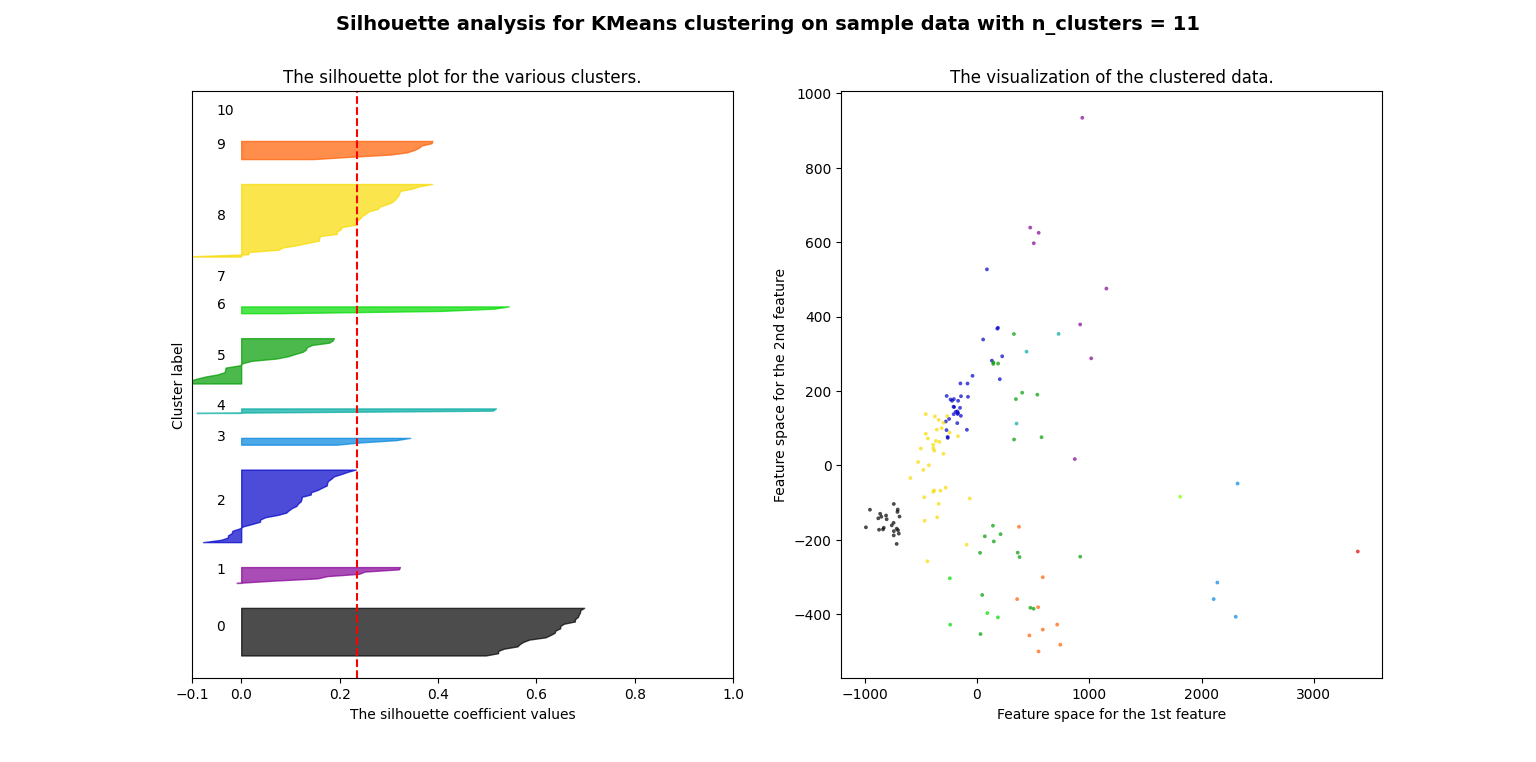 Silhouette analysis for KMeans clustering on sample data with n_clusters = 11
The silhouette plot for the various clusters.
10
9
8
7
6
5
4
3
2
1
0
Cluster label
−0.1 0.0 0.2 0.4 0.6 0.8 1.0
The silhouette coefficient values
The visualization of the clustered data.
1000
800
600
400
200
0
−200
−400
Feature space for the 2nd feature
−1000 0 1000 2000 3000
Feature space for the 1st feature